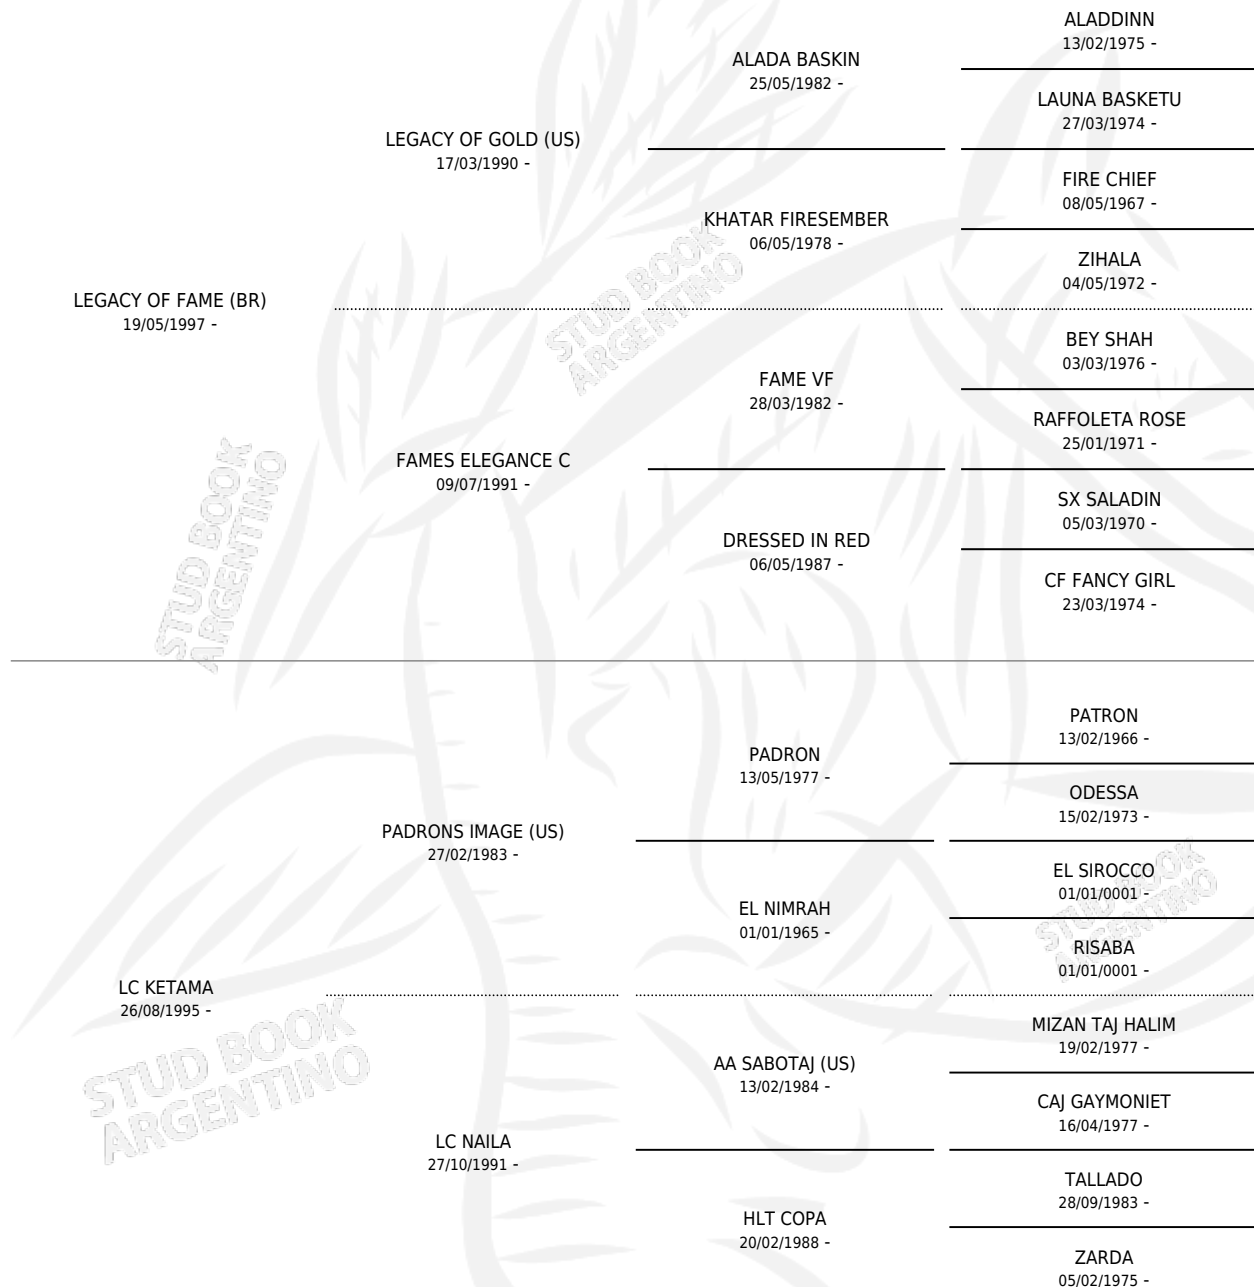 ALADDINN
13/02/1975 -
ALADA BASKIN
25/05/1982 -
LAUNA BASKETU
27/03/1974 -
LEGACY OF GOLD (US)
17/03/1990 -
FIRE CHIEF
08/05/1967 -
KHATAR FIRESEMBER
06/05/1978 -
ZIHALA
04/05/1972 -
LEGACY OF FAME (BR)
19/05/1997 -
BEY SHAH
03/03/1976 -
FAME VF
28/03/1982 -
RAFFOLETA ROSE
25/01/1971 -
FAMES ELEGANCE C
09/07/1991 -
SX SALADIN
05/03/1970 -
DRESSED IN RED
06/05/1987 -
CF FANCY GIRL
23/03/1974 -
PATRON
13/02/1966 -
PADRON
13/05/1977 -
ODESSA
15/02/1973 -
PADRONS IMAGE (US)
27/02/1983 -
EL SIROCCO
01/01/0001 -
EL NIMRAH
01/01/1965 -
RISABA
01/01/0001 -
LC KETAMA
26/08/1995 -
MIZAN TAJ HALIM
19/02/1977 -
AA SABOTAJ (US)
13/02/1984 -
CAJ GAYMONIET
16/04/1977 -
LC NAILA
27/10/1991 -
TALLADO
28/09/1983 -
HLT COPA
20/02/1988 -
ZARDA
05/02/1975 -
STUD BOOK
ARGENTINO
STUD BOOK
ARGENTINO
STUD BOOK
ARGENTINO
STUD BOOK
ARGENTINO